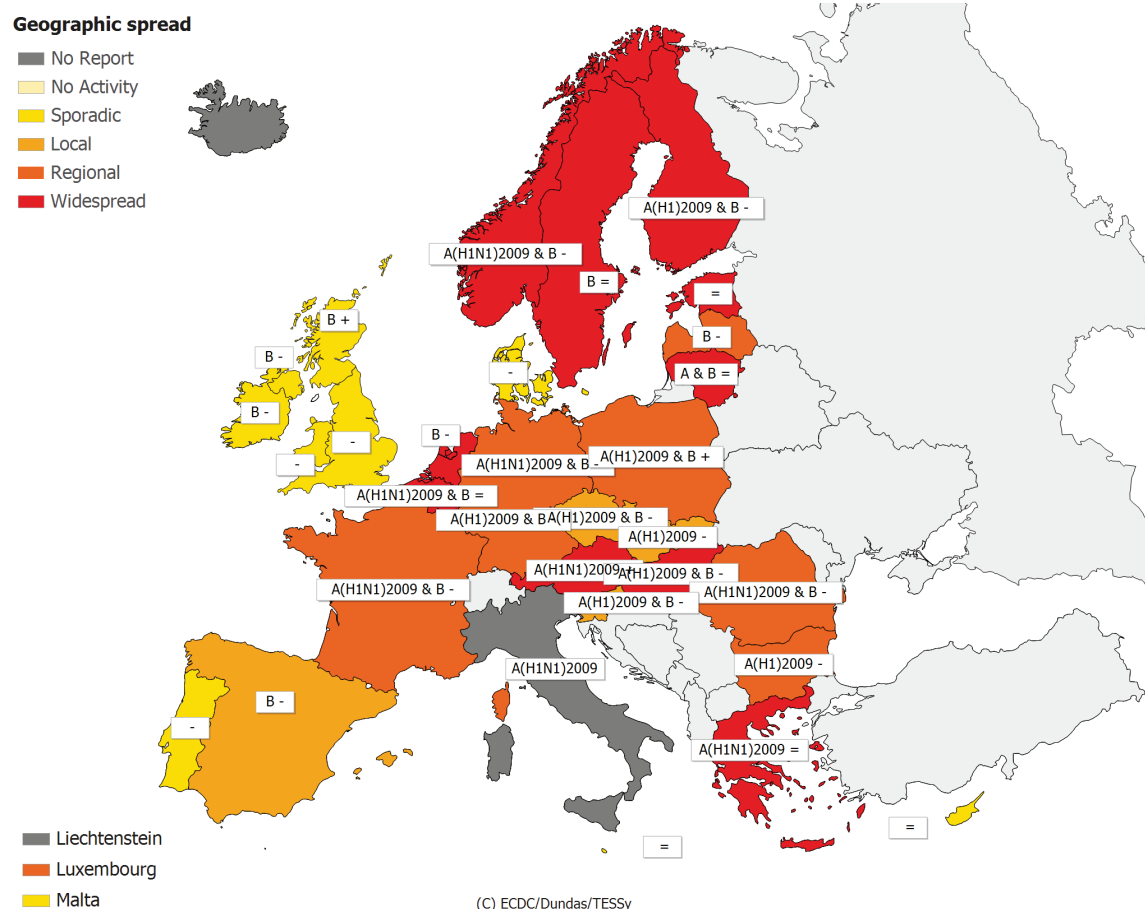 Geographic spread
No Report
No Activity
Sporadic
Local
Regional
Widespread
A(H1)2009 & B -
A(H1N1)2009 & B -
B =
=
B +
B -
B -
A & B =
-
B -
B -
-
A(H1N1)2009 & B -
A(H1)2009 & B +
-
A(H1N1)2009 & B =
A(H1)2009 & B
A(H1)2009 & B -
A(H1)2009 -
A(H1N1)2009 +
A(H1)2009 & B -
A(H1N1)2009 & B -
A(H1N1)2009 & B -
A(H1)2009 & B -
A(H1)2009 -
A(H1N1)2009
B -
-
A(H1N1)2009 =
=
=
Liechtenstein
Luxembourg
Malta
(C) ECDC/Dundas/TESSy